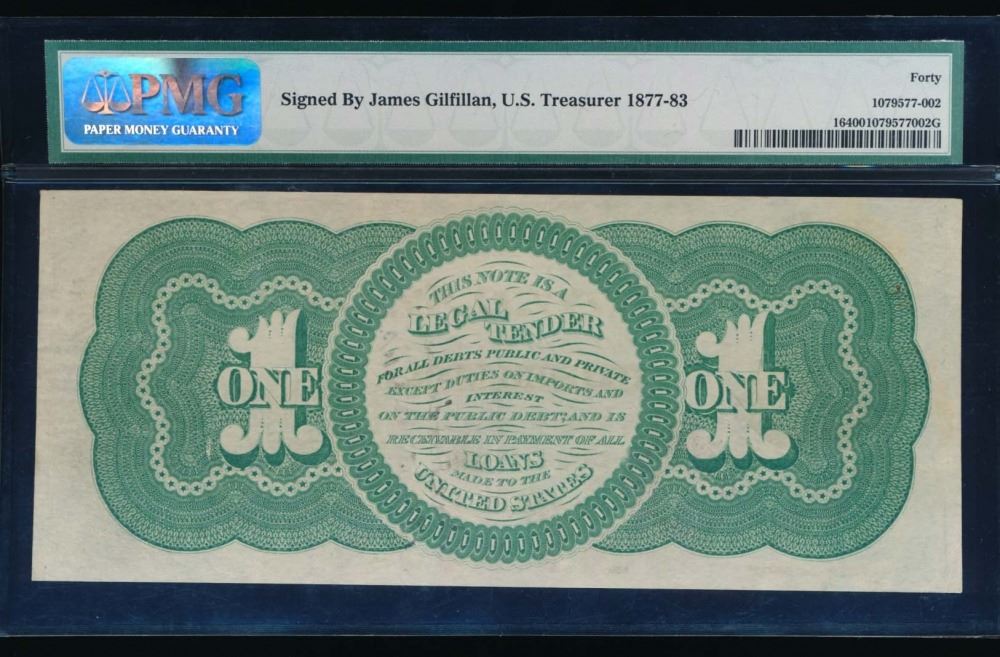 PMG
PAPER MONEY GUARANTY
Signed By James Gilfillan, U.S. Treasurer 1877-83
Forty
1079577-002
164001079577002G
THIS NOTE IS A
LEGAL TENDER
FOR ALL DEBTS PUBLIC AND PRIVATE
EXCEPT DUTIES ON IMPORTS AND
INTEREST
ON THE PUBLIC DEBT, AND IS
RECEIVABLE IN PAYMENT OF ALL
LOANS
MADE TO THE
UNITED STATES
1
ONE
1
ONE